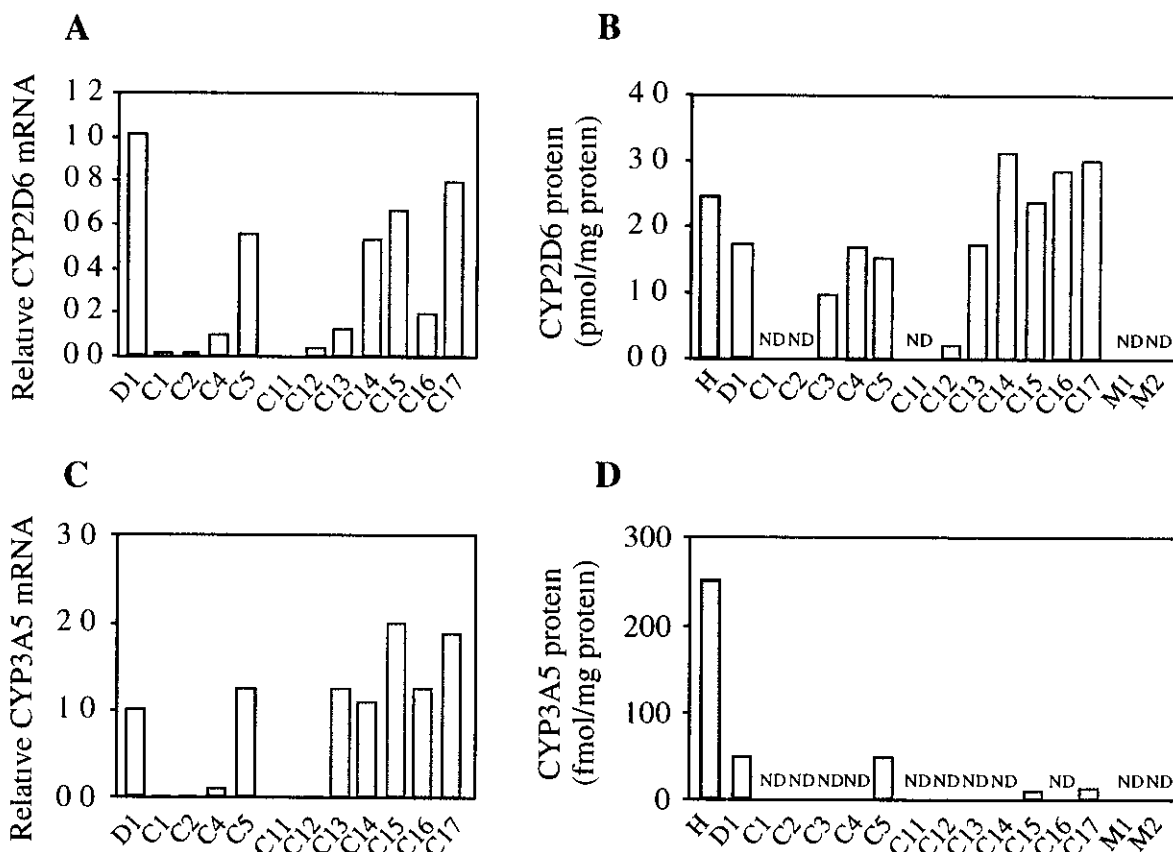 A
Relative CYP2D6 mRNA
1 2
1 0
0 8
0 6
0 4
0 2
0 0
D1 C1 C2 C4 C5 C11 C12 C13 C14 C15 C16 C17
B
CYP2D6 protein
(pmol/mg protein)
4 0
3 0
2 0
1 0
0 0
ND ND ND ND ND
H D1 C1 C2 C3 C4 C5 C11 C12 C13 C14 C15 C16 C17 M1 M2
C
Relative CYP3A5 mRNA
3 0
2 0
1 0
0 0
D1 C1 C2 C4 C5 C11 C12 C13 C14 C15 C16 C17
D
CYP3A5 protein
(fmol/mg protein)
300
200
100
0
ND ND ND ND ND ND ND ND ND ND ND
H D1 C1 C2 C3 C4 C5 C11 C12 C13 C14 C15 C16 C17 M1 M2